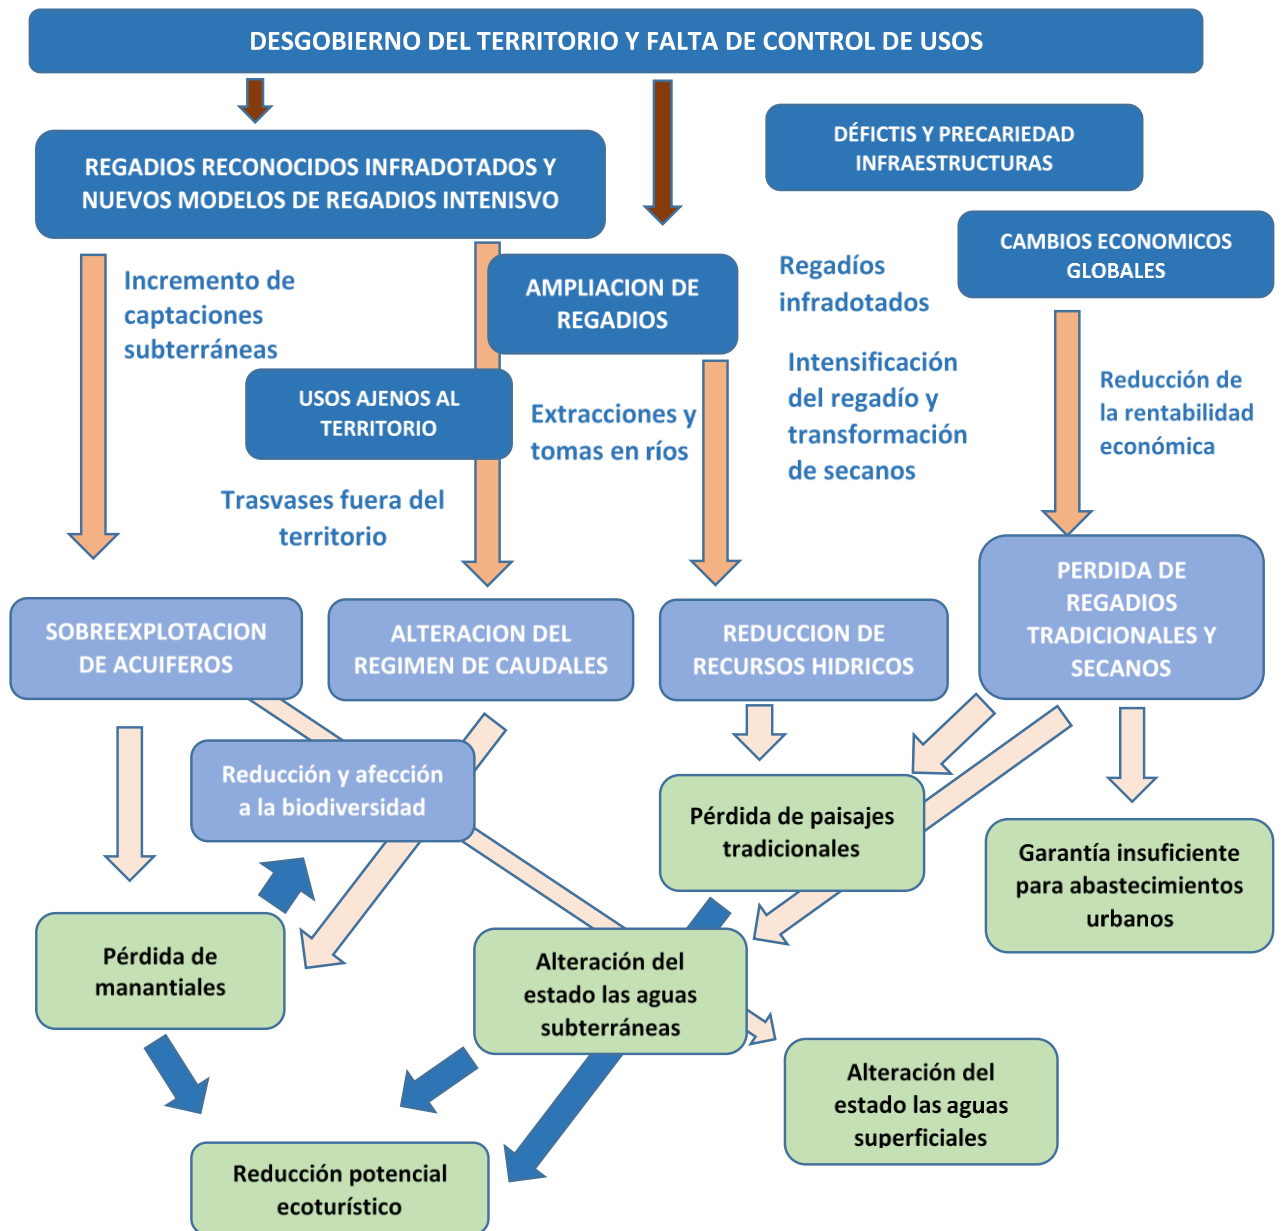 DESGOBIERNO DEL TERRITORIO Y FALTA DE CONTROL DE USOS
DÉFICTIS Y PRECARIEDAD
INFRAESTRUCTURAS
REGADIOS RECONOCIDOS INFRADOTADOS Y
NUEVOS MODELOS DE REGADIOS INTENISVO
CAMBIOS ECONOMICOS
GLOBALES
Incremento de
captaciones
subterráneas
AMPLIACION DE
REGADIOS
Regadíos
infradotados
USOS AJENOS AL
TERRITORIO
Extracciones y
tomas en ríos
Intensificación
del regadío y
transformación
de secanos
Reducción de
la rentabilidad
económica
Trasvases fuera del
territorio
SOBREEXPLOTACION
DE ACUIFEROS
ALTERACION DEL
REGIMEN DE CAUDALES
REDUCCION DE
RECURSOS HIDRICOS
PERDIDA DE
REGADIOS
TRADICIONALES Y
SECANOS
Reducción y afección
a la biodiversidad
Pérdida de paisajes
tradicionales
Garantía insuficiente
para abastecimientos
urbanos
Pérdida de
manantiales
Alteración del
estado las aguas
subterráneas
Alteración del
estado las aguas
superficiales
Reducción potencial
ecoturístico